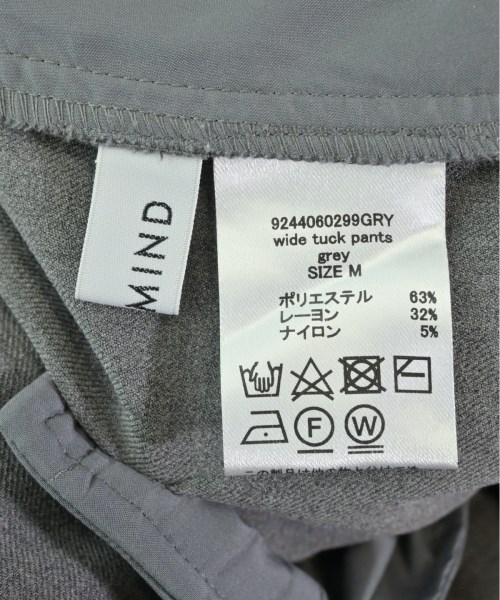 MIND
9244060299GRY
wide tuck pants
grey
SIZE M
ポリエステル 63%
レーヨン 32%
ナイロン 5%
F
W